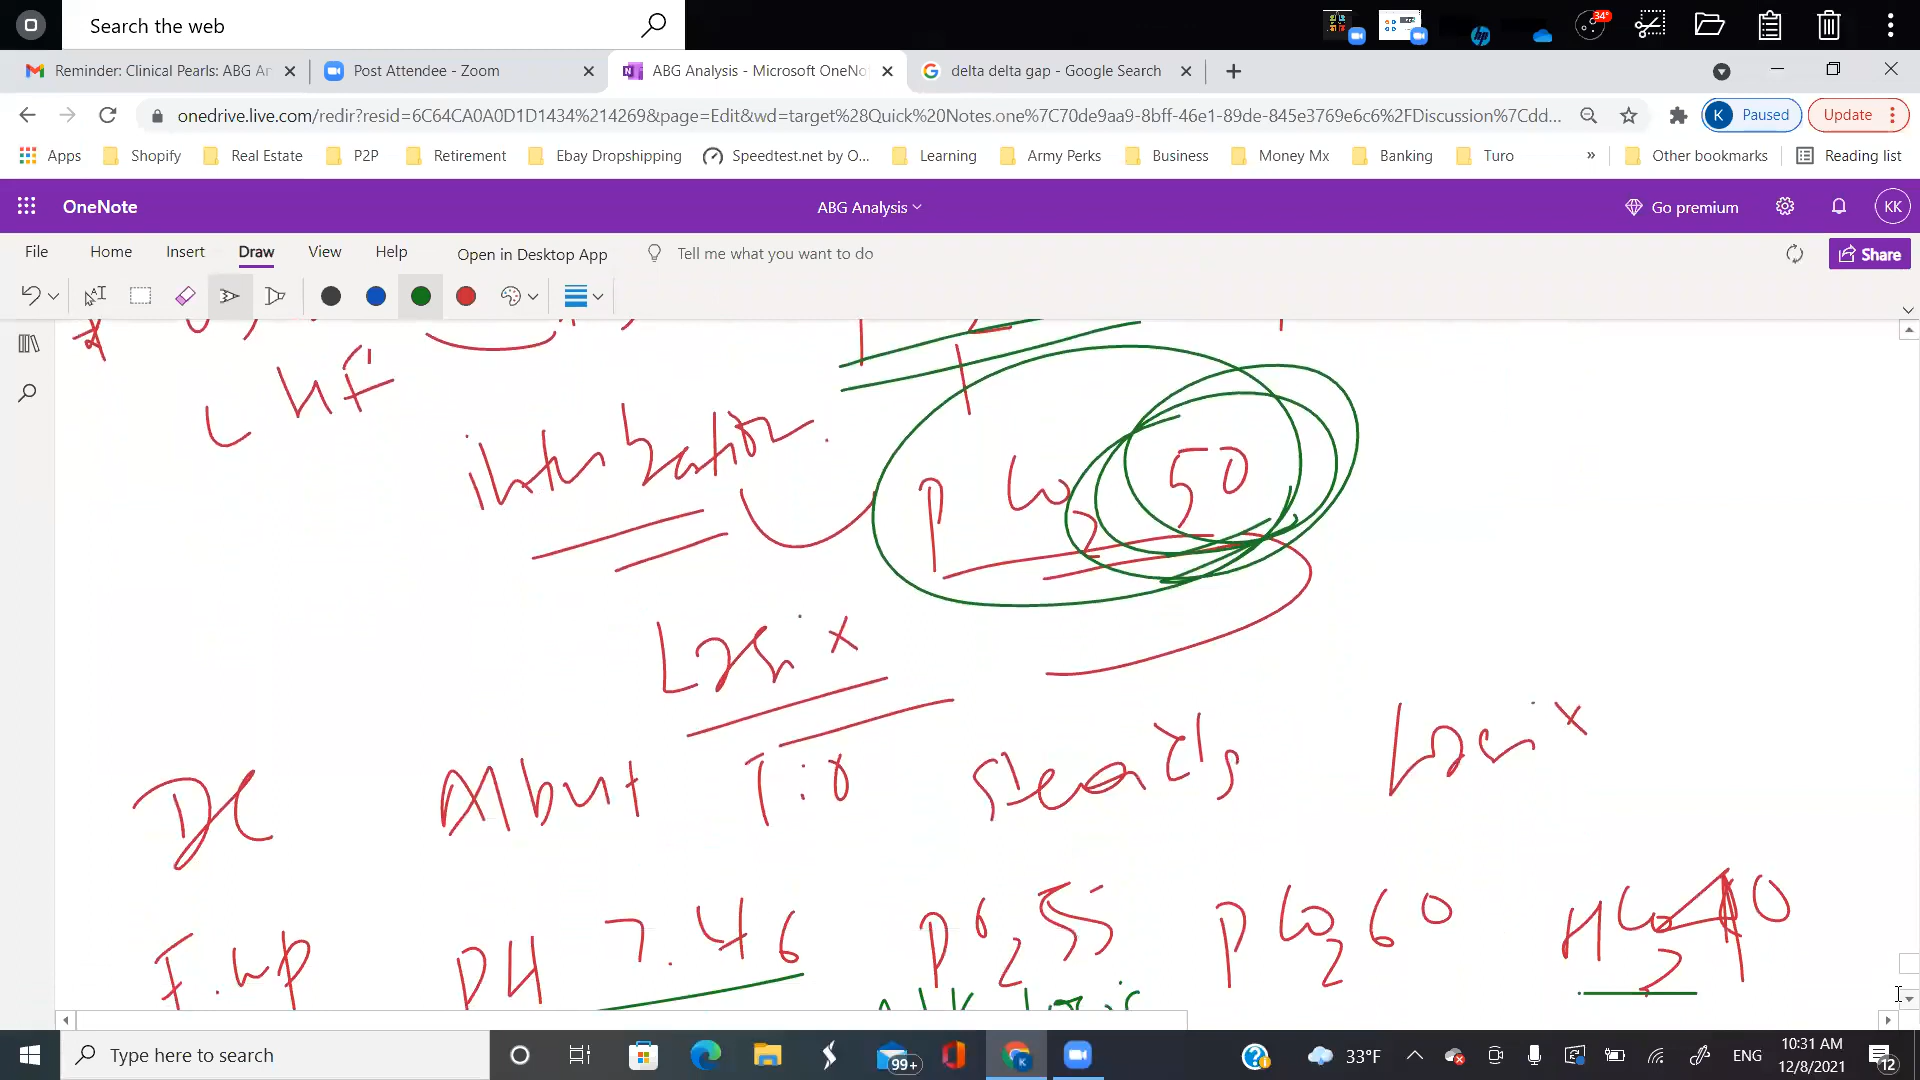 Search the web
34°
Reminder: Clinical Pearls: ABG An
Post Attendee - Zoom
ABG Analysis - Microsoft OneNo
delta delta gap - Google Search
onedrive.live.com/redir?resid=6C64CA0A0D1D1434%214269&page=Edit&wd=target%28Quick%20Notes.one%7C70de9aa9-8bff-46e1-89de-845e3769e6c6%2FDiscussion%7Cdd...
K Paused
Update
Apps Shopify Real Estate P2P Retirement Ebay Dropshipping Speedtest.net by O... Learning Army Perks Business Money Mx Banking Turo » Other bookmarks Reading list
OneNote
ABG Analysis
Go premium
KK
File Home Insert Draw View Help Open in Desktop App Tell me what you want to do
Share
HF
PCO2 50
Lasix
DC Albut Tio Steroids Lasix
F.up PH 7.46 PO2 55 PCO2 60 HCO3 40
Type here to search
99+
33°F
ENG
10:31 AM
12/8/2021
12